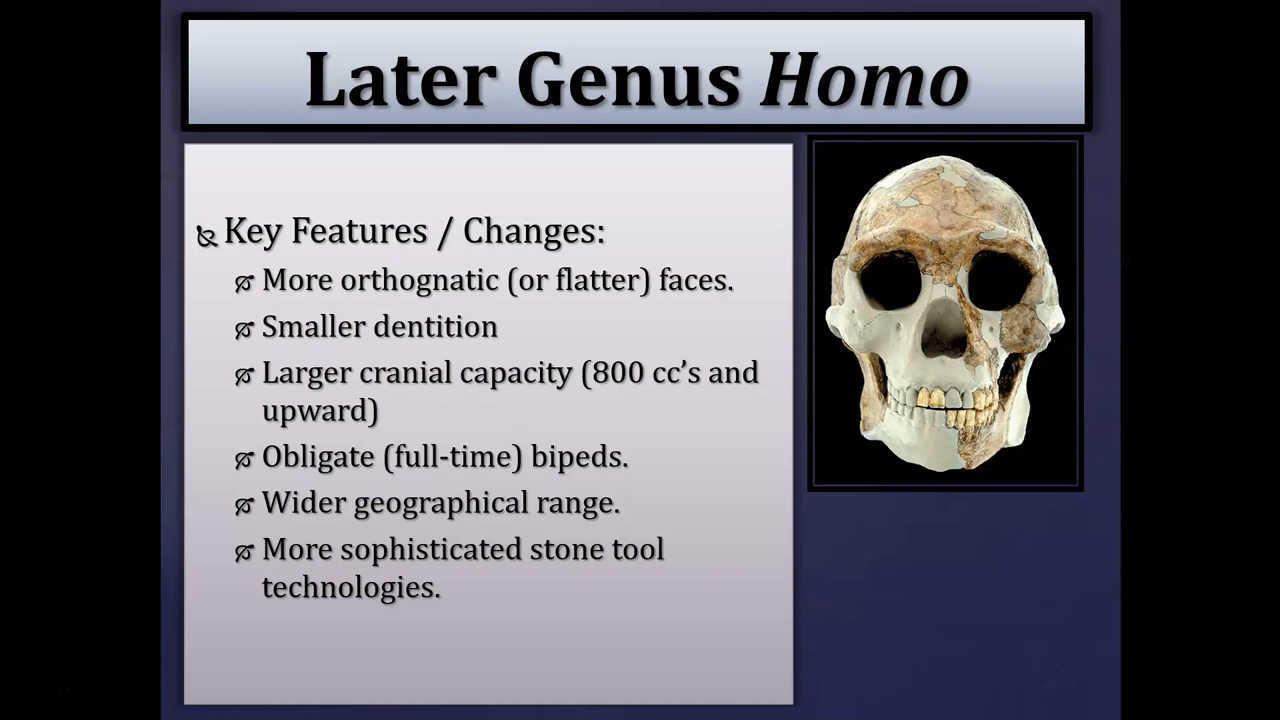 Later Genus Homo
Key Features / Changes:
More orthognatic (or flatter) faces.
Smaller dentition
Larger cranial capacity (800 cc’s and
upward)
Obligate (full-time) bipeds.
Wider geographical range.
More sophisticated stone tool
technologies.